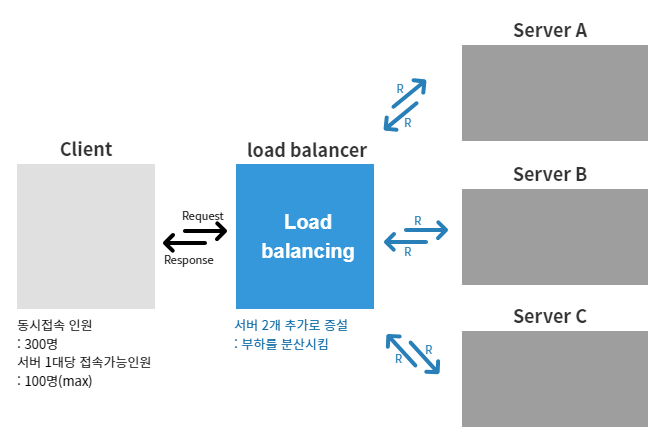 Server A
R
R
Client
load balancer
Server B
Request
Load
balancing
R
Response
R
Server C
동시접속 인원
: 300명
서버 1대당 접속가능인원
: 100명(max)
서버 2개 추가로 증설
: 부하를 분산시킴
R
R